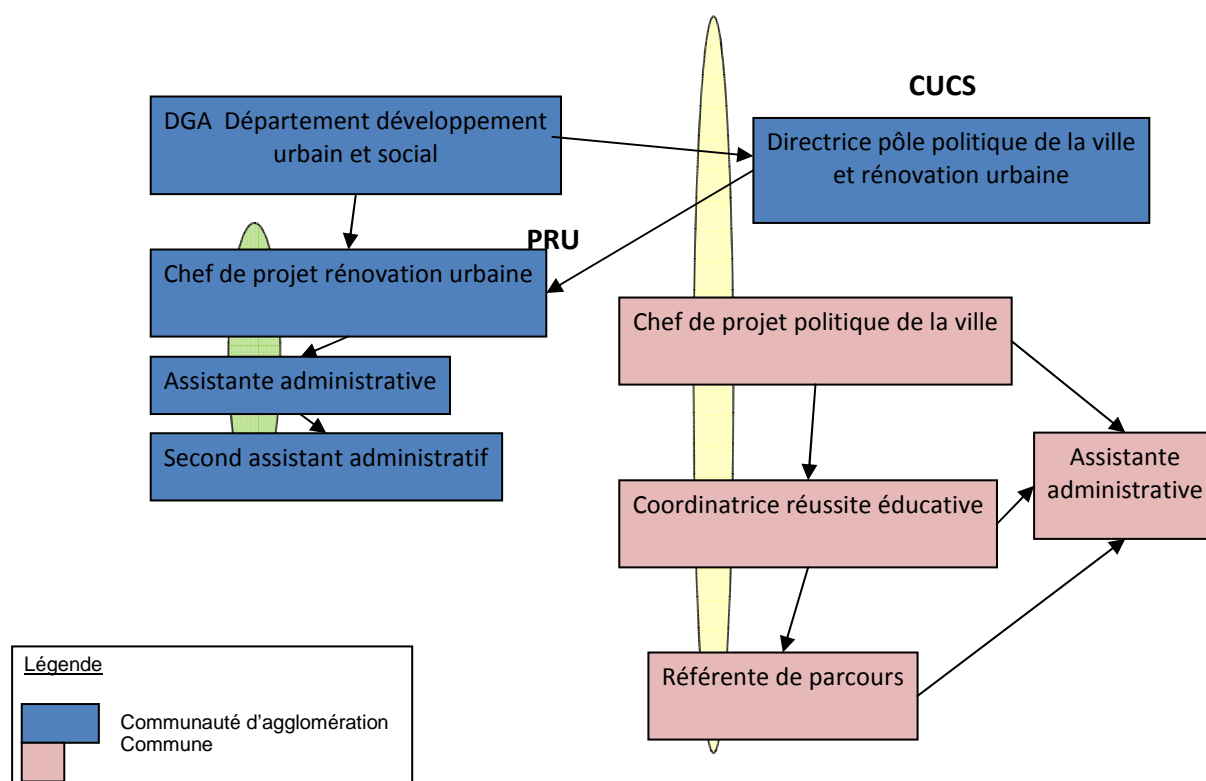 CUCS
DGA Département développement
urbain et social
Directrice pôle politique de la ville
et rénovation urbaine
PRU
Chef de projet rénovation urbaine
Chef de projet politique de la ville
Assistante administrative
Second assistant administratif
Assistante
administrative
Coordinatrice réussite éducative
Référente de parcours
Légende
Communauté d'agglomération
Commune